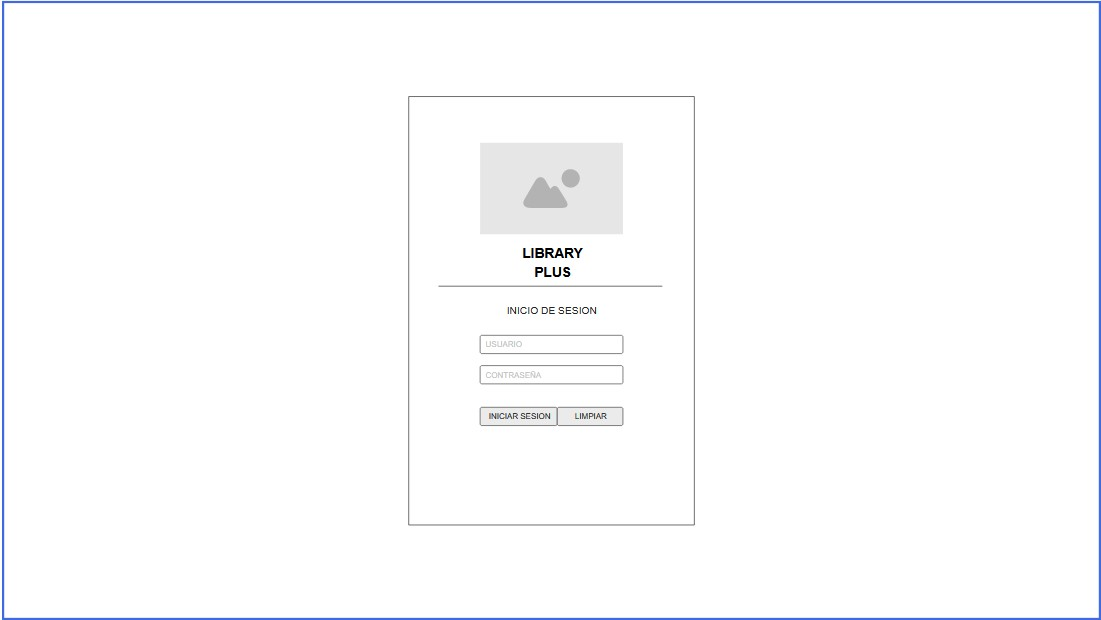 LIBRARY
PLUS
INICIO DE SESION
USUARIO
CONTRASEÑA
INICIAR SESION LIMPIAR